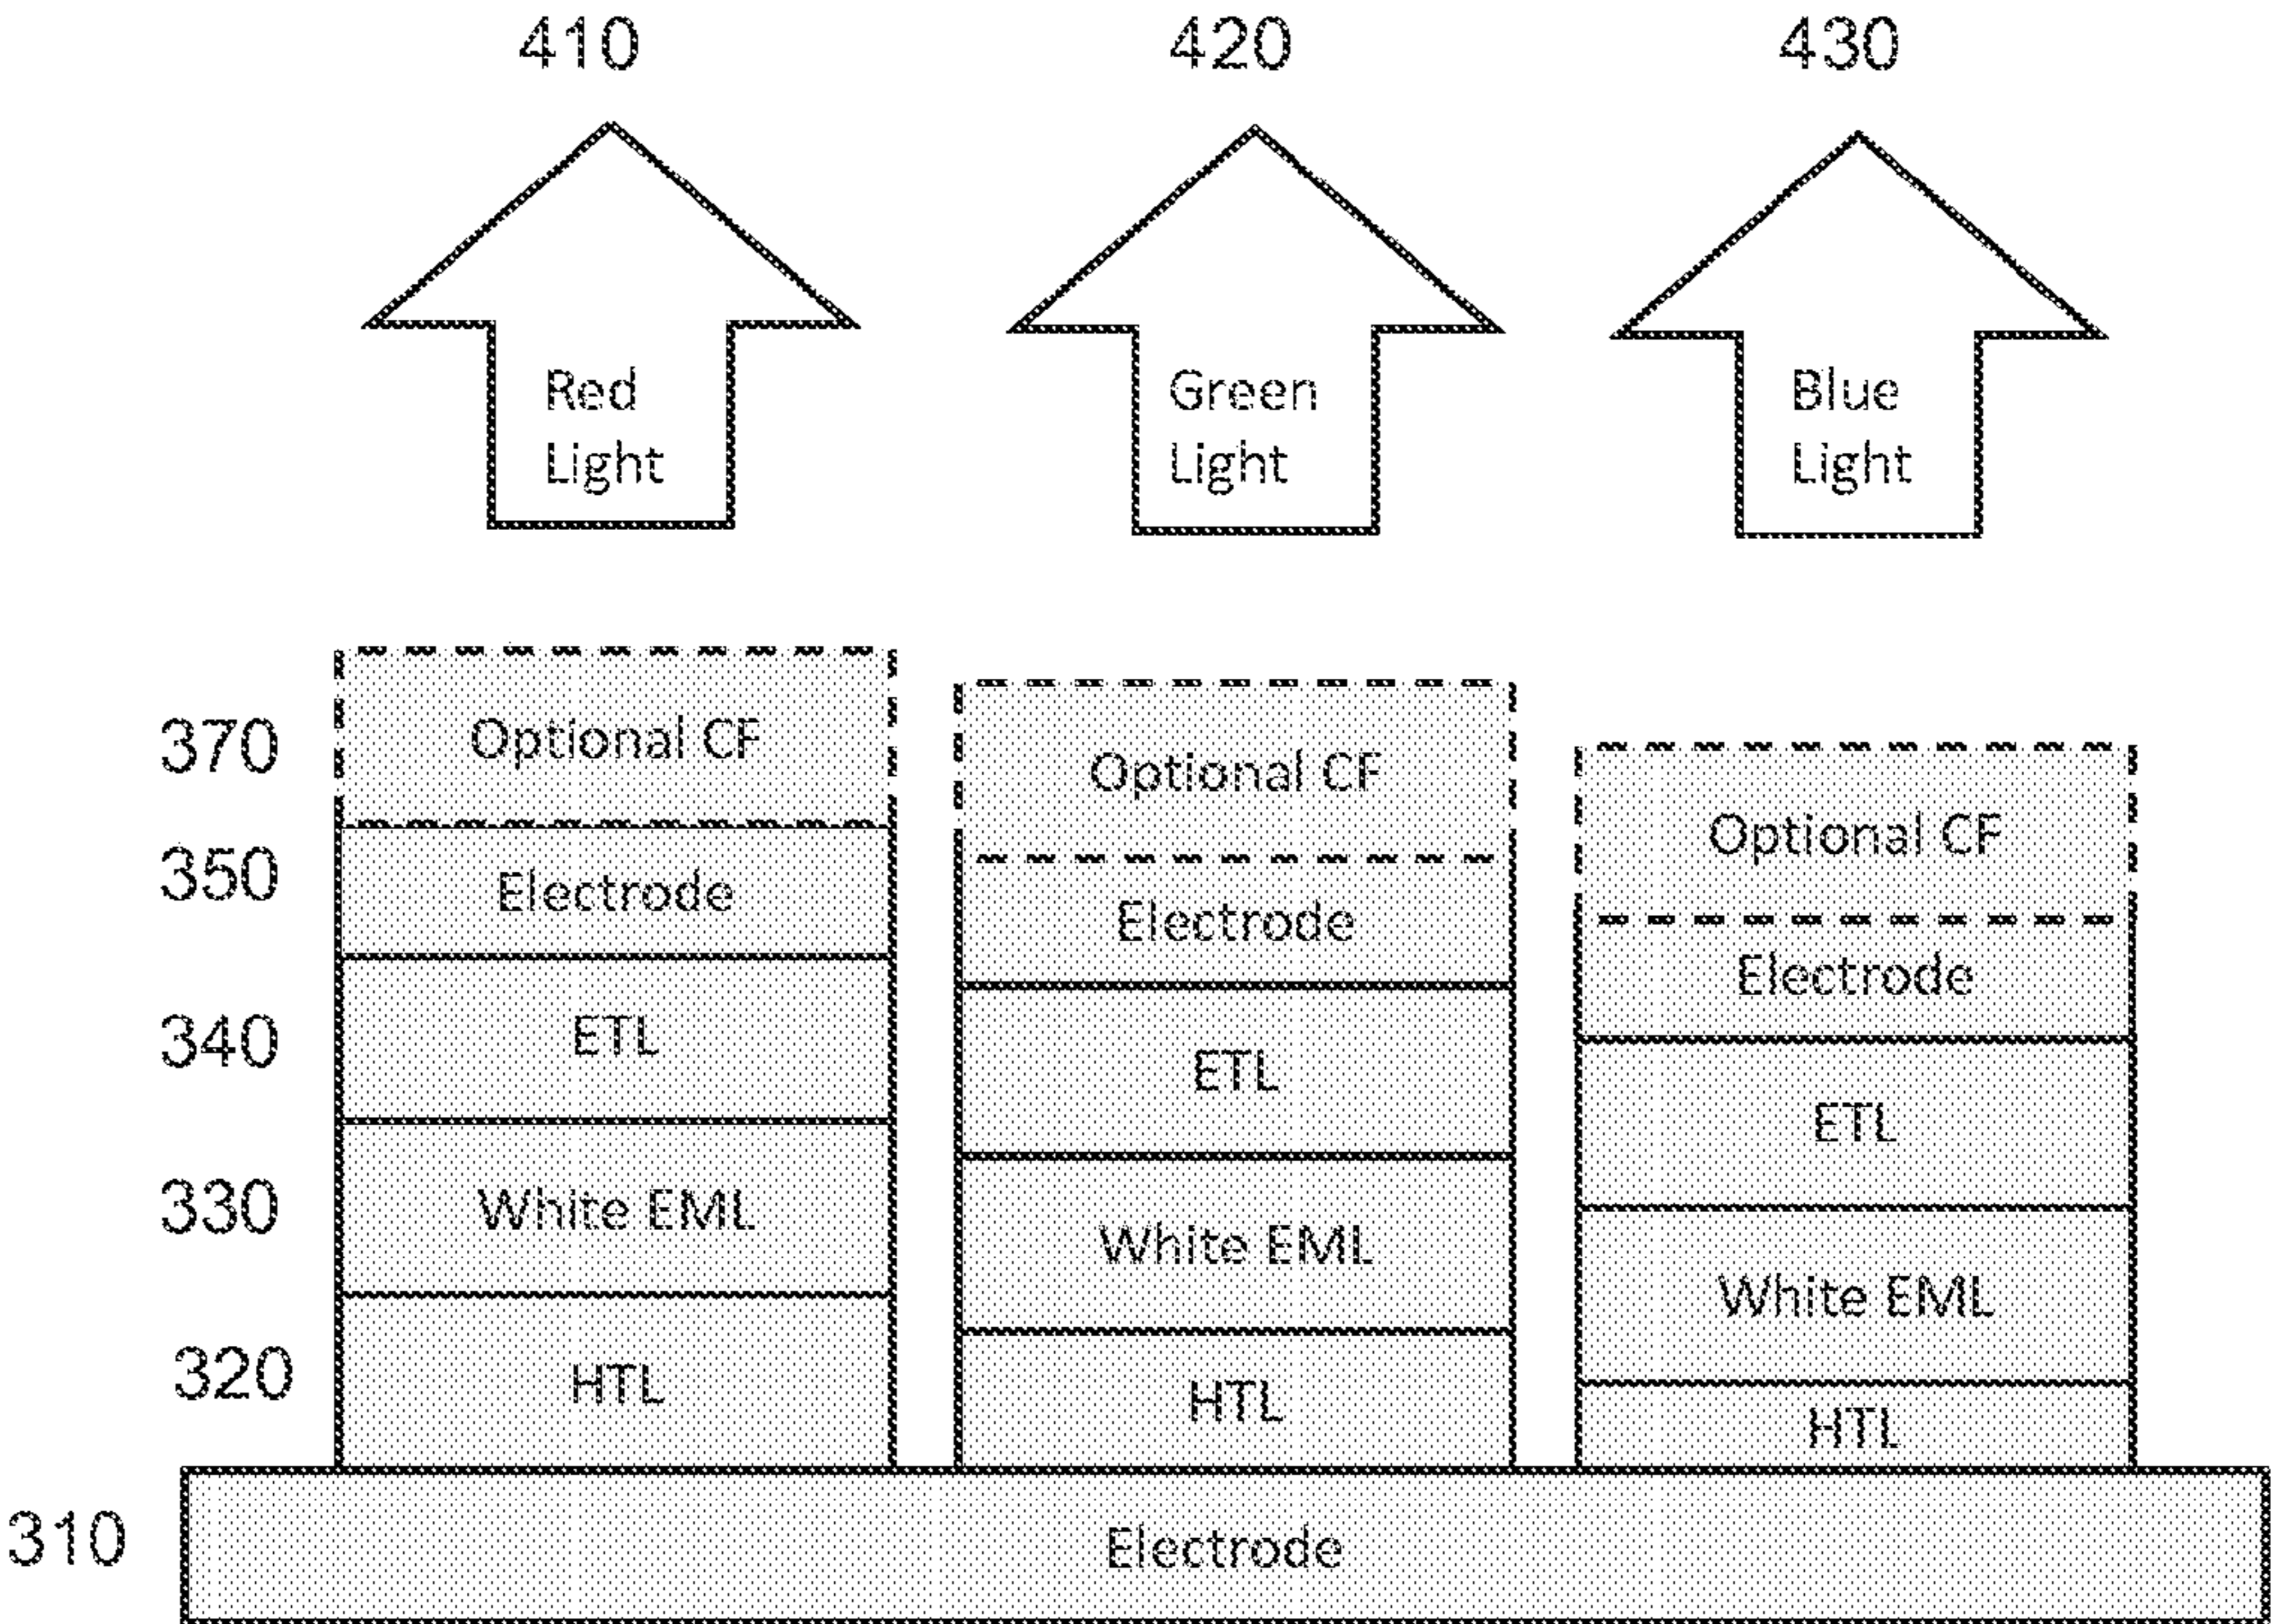 410 420 430
Red Green Blue
Light Light Light
370 Optional CF Optional CF Optional CF
350 Electrode Electrode Electrode
340 ETL ETL ETL
330 White EML White EML White EML
320 HTL HTL HTL
310 Electrode